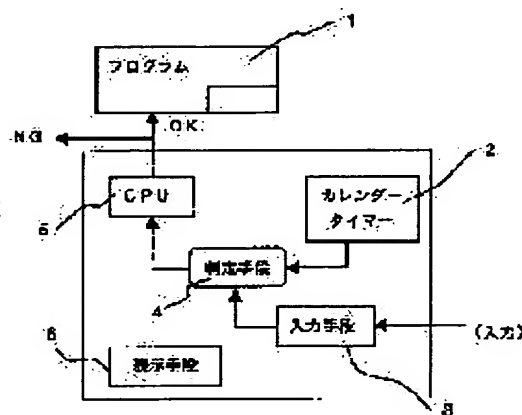 1
プログラム
OK
NG
2
CPU
カレンダー
タイマー
5
判定手段
4
入力手段
(入力)
6
表示手段
3